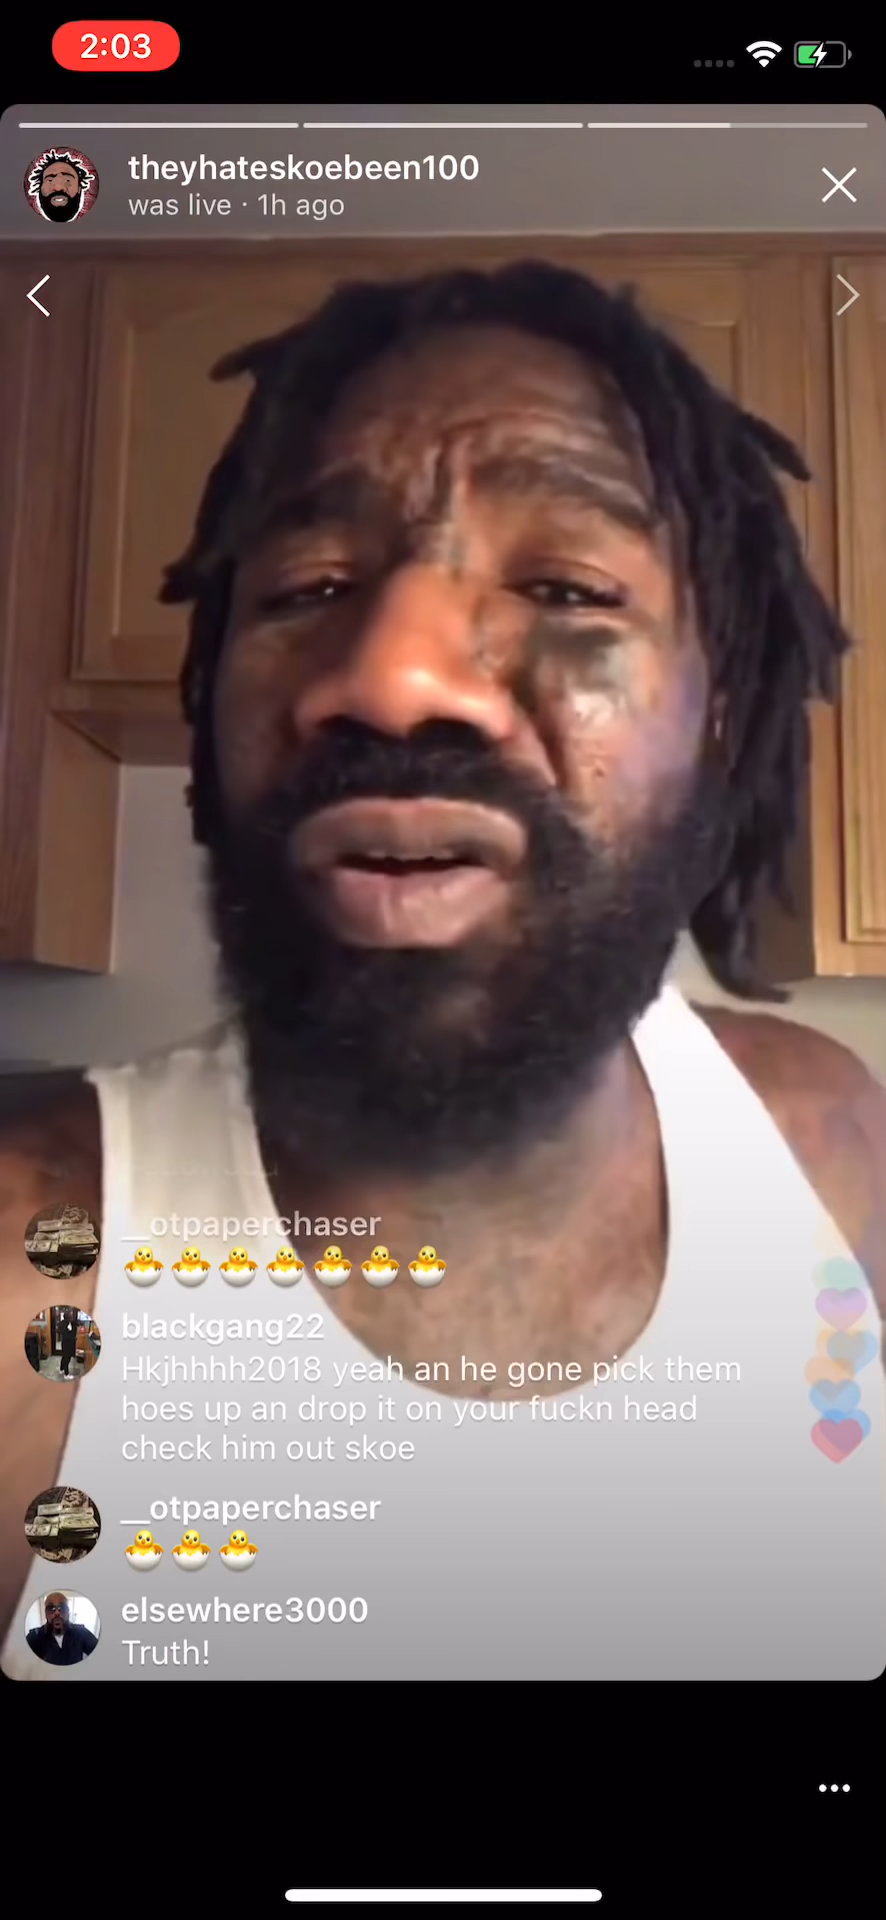 2:03
theyhateskoebeen100
was live · 1h ago
__otpaperchaser
🐣🐣🐣🐣🐣🐣🐣
blackgang22
Hkjhhhh2018 yeah an he gone pick them
hoes up an drop it on your fuckn head
check him out skoe
__otpaperchaser
🐣🐣🐣
elsewhere3000
Truth!